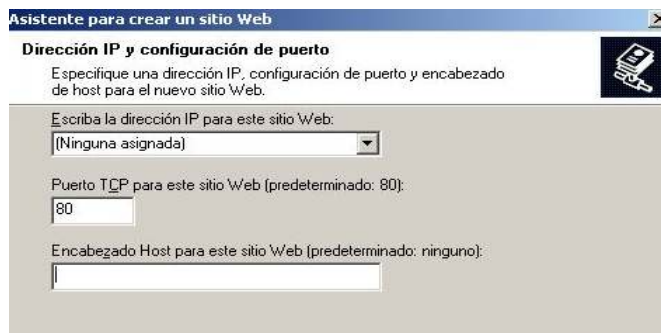 Asistente para crear un sitio Web
Dirección IP y configuración de puerto
Especifique una dirección IP, configuración de puerto y encabezado
de host para el nuevo sitio Web.
Escriba la dirección IP para este sitio Web:
(Ninguna asignada)
Puerto TCP para este sitio Web (predeterminado: 80):
80
Encabezado Host para este sitio Web (predeterminado: ninguno):